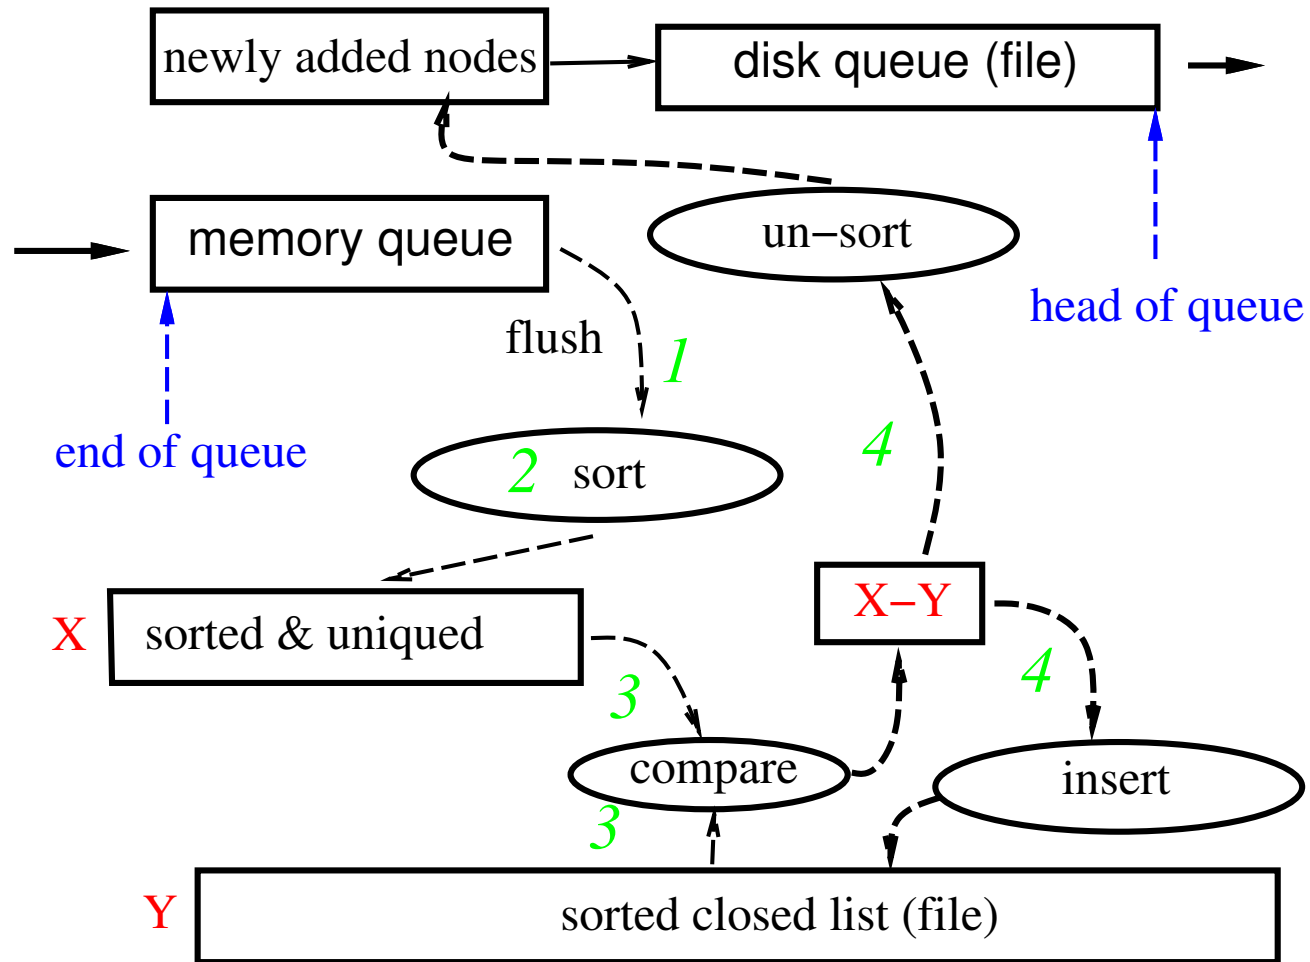 newly added nodes
disk queue (file)
memory queue
un−sort
head of queue
flush
1
end of queue
2 sort
4
X
sorted & uniqued
X−Y
3
4
compare
insert
3
Y
sorted closed list (file)